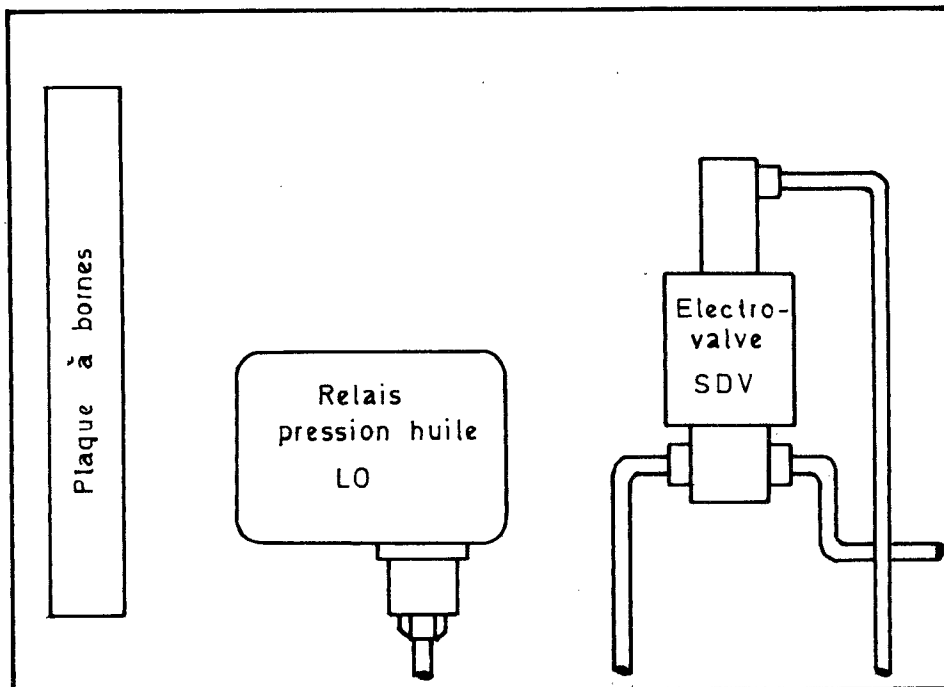 Plaque à bornes
Relais
pression huile
LO
Electro-
valve
SDV